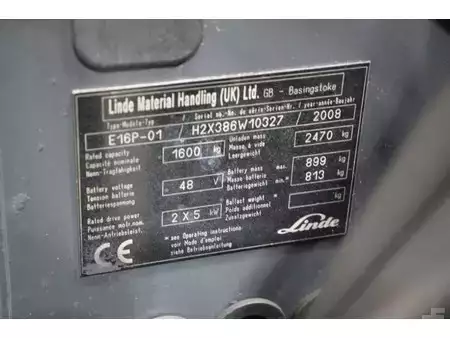 Linde Material Handling (UK) Ltd. GB - Basingstoke
Type-Modele-Typ / Serial no.-No. de série-Serien-Nr. / year-année-Baujahr
E16P-01 / H2X386W10327 / 2008
Rated capacity Unladen mass
Capacité nominale 1600 kg Masse à vide 2470 kg
Nenn-Tragfähigkeit Leergewicht
Battery voltage Battery mass max. 899 kg
Tension batterie 48 V Masse batterie
Batteriespannung Batteriegewicht min. 813 kg
Rated drive power Ballast weight kg
Puissance mot.nom. 2 X 5 kW Poids additionnel
Nenn-Antriebsleist. Zusatzgewicht
CE
see Operating instructions
voir Mode d'emploi
siehe Betriebsanleitung
Linde